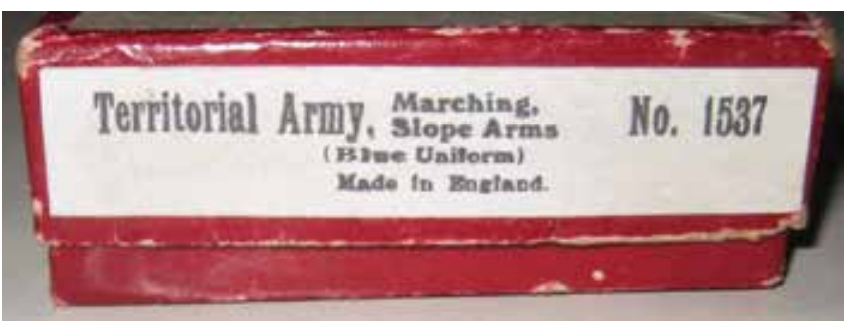 Territorial Army, Marching, Slope Arms No. 1537
(Blue Uniform)
Made in England.